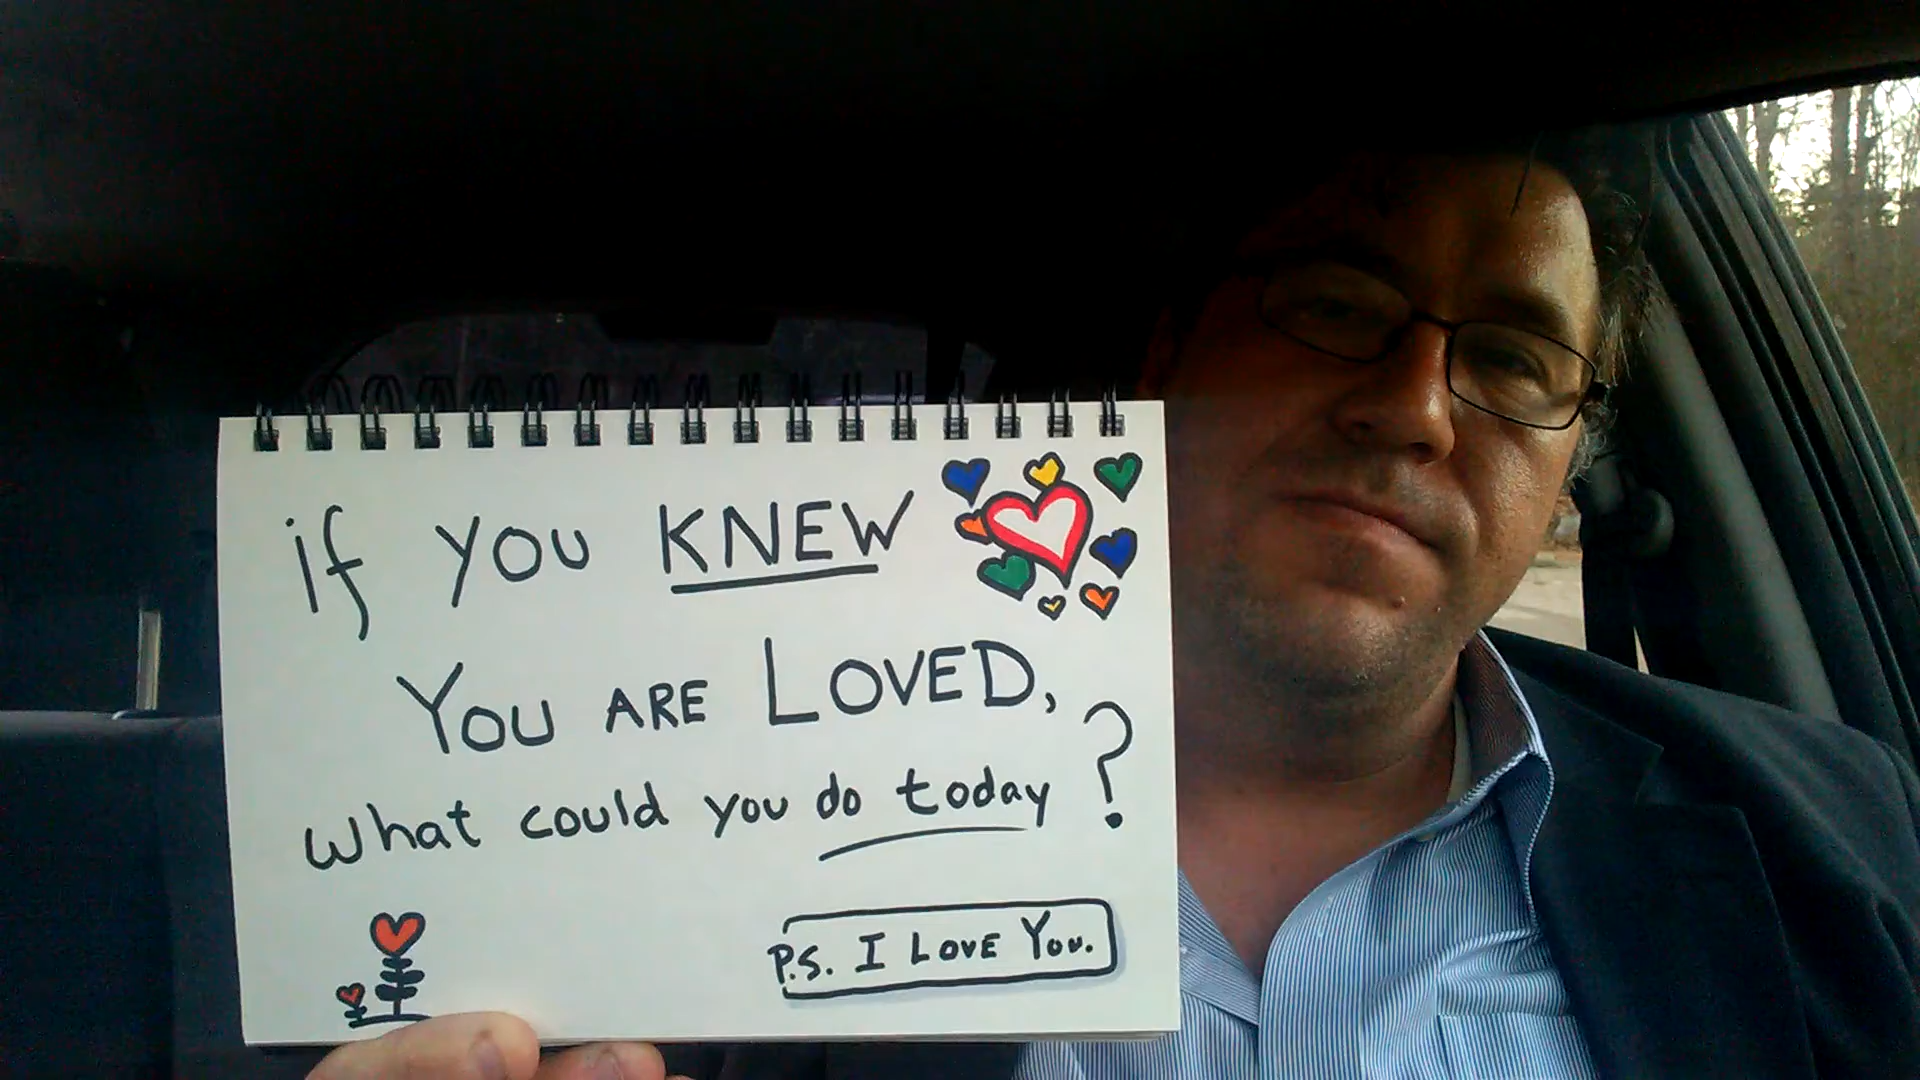 if you KNEW
YOU ARE LOVED,
what could you do today?
P.S. I LOVE YOU.